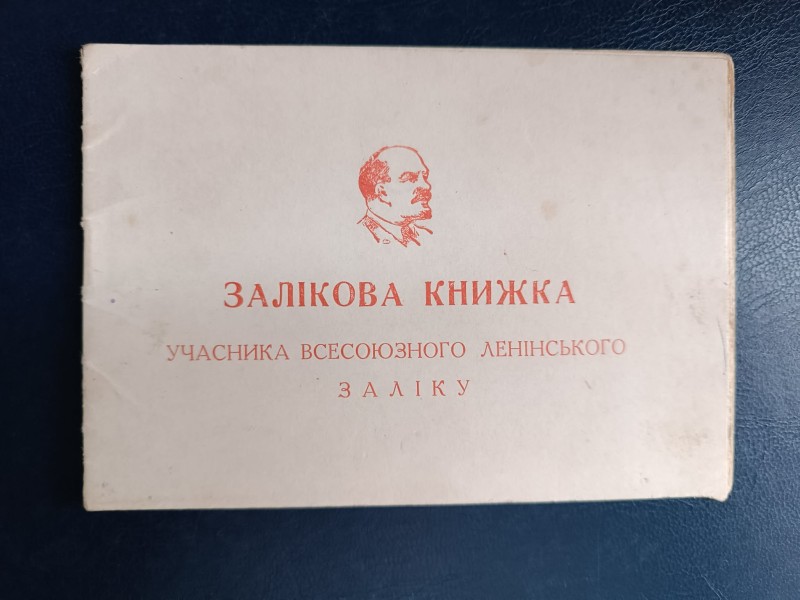 ЗАЛІКОВА КНИЖКА
УЧАСНИКА ВСЕСОЮЗНОГО ЛЕНІНСЬКОГО
ЗАЛІКУ